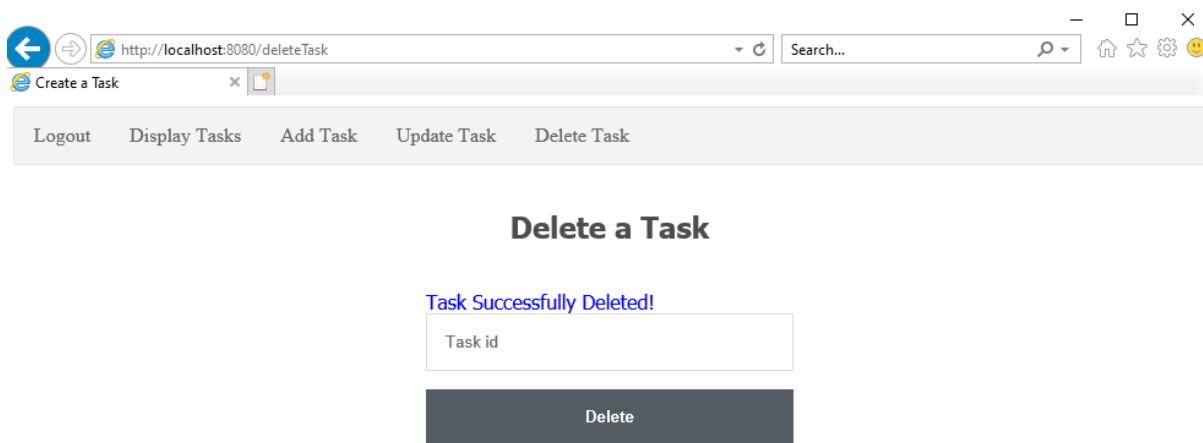 http://localhost:8080/deleteTask
Search...
Create a Task
Logout Display Tasks Add Task Update Task Delete Task
Delete a Task
Task Successfully Deleted!
Task id
Delete